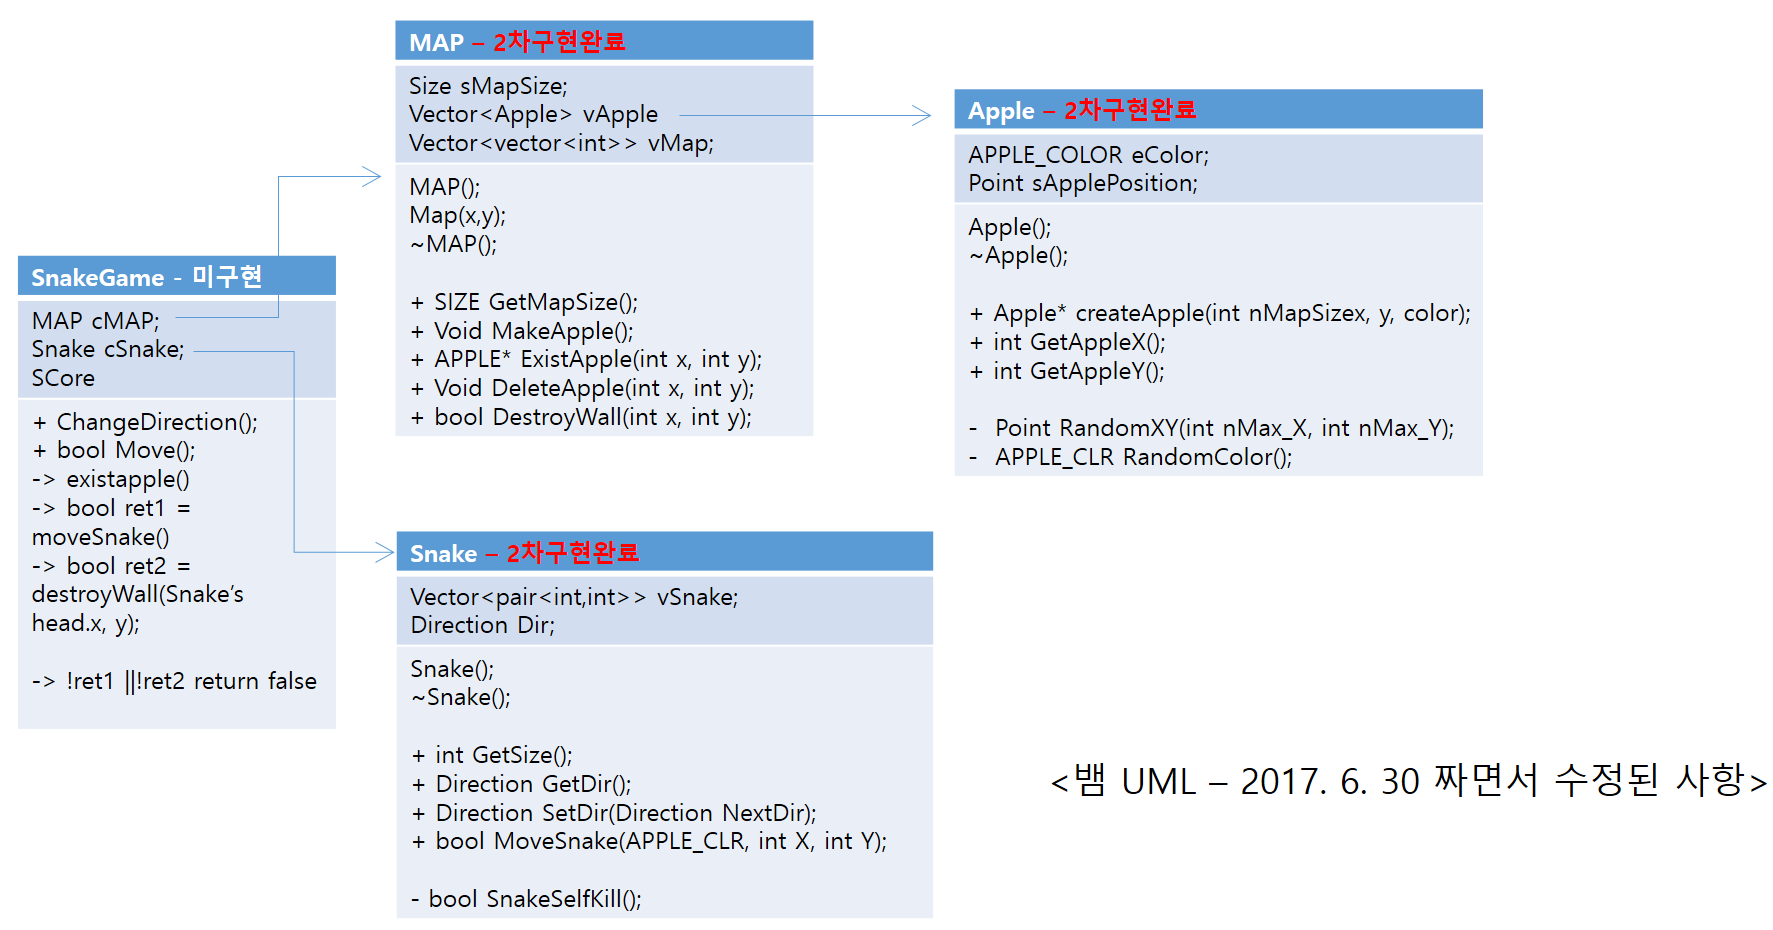 MAP – 2차구현완료
Size sMapSize;
Vector<Apple> vApple
Vector<vector<int>> vMap;
MAP();
Map(x,y);
~MAP();
+ SIZE GetMapSize();
+ Void MakeApple();
+ APPLE* ExistApple(int x, int y);
+ Void DeleteApple(int x, int y);
+ bool DestroyWall(int x, int y);
Apple – 2차구현완료
APPLE_COLOR eColor;
Point sApplePosition;
Apple();
~Apple();
+ Apple* createApple(int nMapSizex, y, color);
+ int GetAppleX();
+ int GetAppleY();
- Point RandomXY(int nMax_X, int nMax_Y);
- APPLE_CLR RandomColor();
SnakeGame - 미구현
MAP cMAP;
Snake cSnake;
SCore
+ ChangeDirection();
+ bool Move();
-> existapple()
-> bool ret1 =
moveSnake()
-> bool ret2 =
destroyWall(Snake’s
head.x, y);
-> !ret1 ||!ret2 return false
Snake – 2차구현완료
Vector<pair<int,int>> vSnake;
Direction Dir;
Snake();
~Snake();
+ int GetSize();
+ Direction GetDir();
+ Direction SetDir(Direction NextDir);
+ bool MoveSnake(APPLE_CLR, int X, int Y);
- bool SnakeSelfKill();
<뱀 UML – 2017. 6. 30 짜면서 수정된 사항>